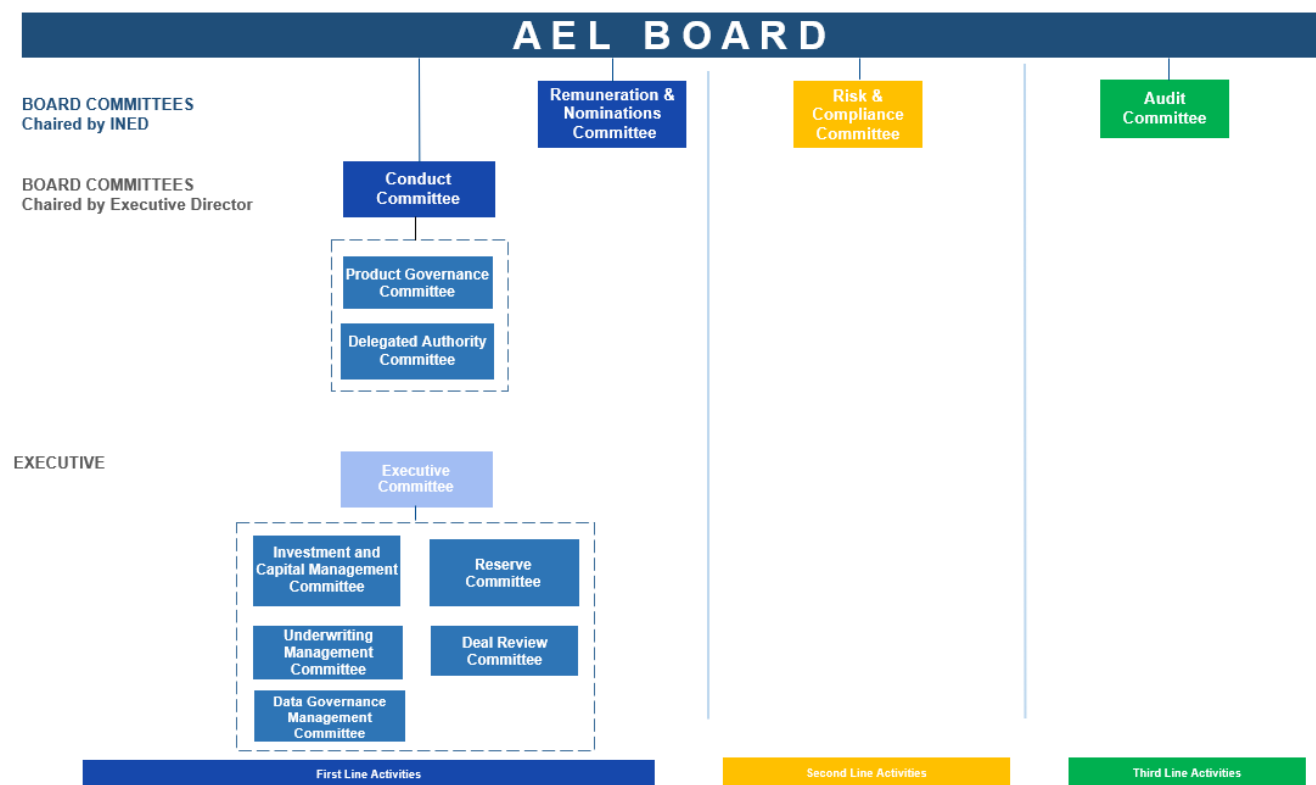 AEL BOARD
BOARD COMMITTEES
Chaired by INED
Remuneration &
Nominations
Committee
Risk &
Compliance
Committee
Audit
Committee
BOARD COMMITTEES
Chaired by Executive Director
Conduct
Committee
Product Governance
Committee
Delegated Authority
Committee
EXECUTIVE
Executive
Committee
Investment and
Capital Management
Committee
Reserve
Committee
Underwriting
Management
Committee
Deal Review
Committee
Data Governance
Management
Committee
First Line Activities
Second Line Activities
Third Line Activities